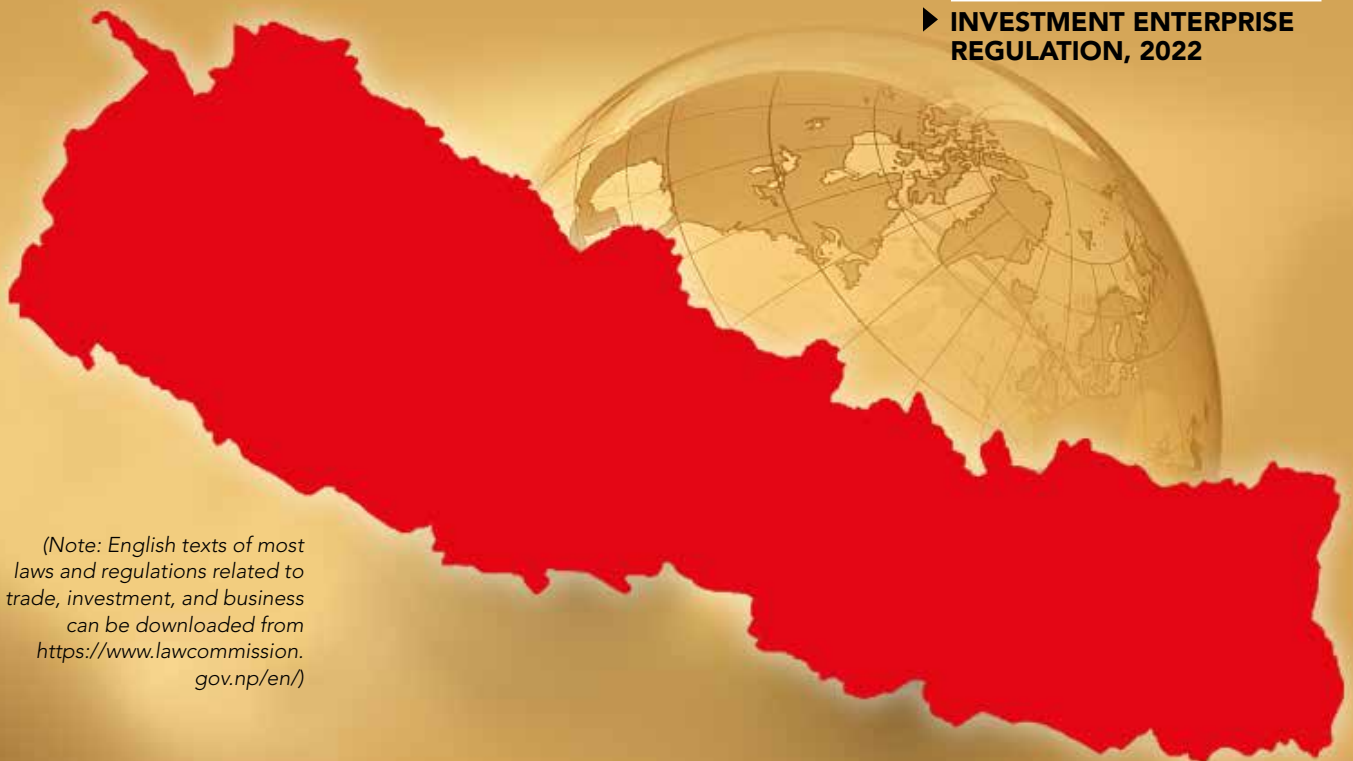 INVESTMENT ENTERPRISE
REGULATION, 2022
(Note: English texts of most
laws and regulations related to
trade, investment, and business
can be downloaded from
https://www.lawcommission.
gov.np/en/)